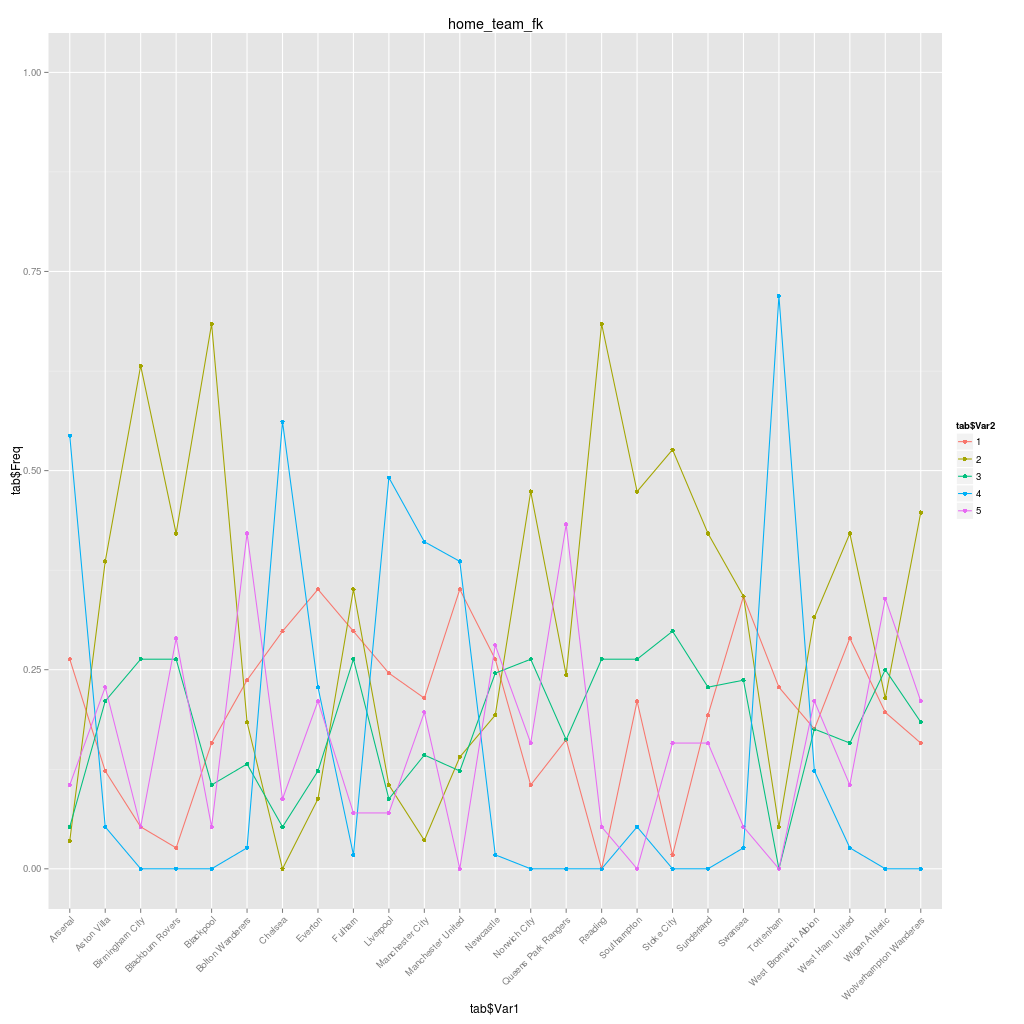 home_team_fk
1.00
0.75
0.50
0.25
0.00
tab$Freq
Arsenal
Aston Villa
Birmingham City
Blackburn Rovers
Blackpool
Bolton Wanderers
Chelsea
Everton
Fulham
Liverpool
Manchester City
Manchester United
Newcastle
Norwich City
Queens Park Rangers
Reading
Southampton
Stoke City
Sunderland
Swansea
Tottenham
West Bromwich Albion
West Ham United
Wigan Athletic
Wolverhampton Wanderers
tab$Var1
tab$Var2
1
2
3
4
5